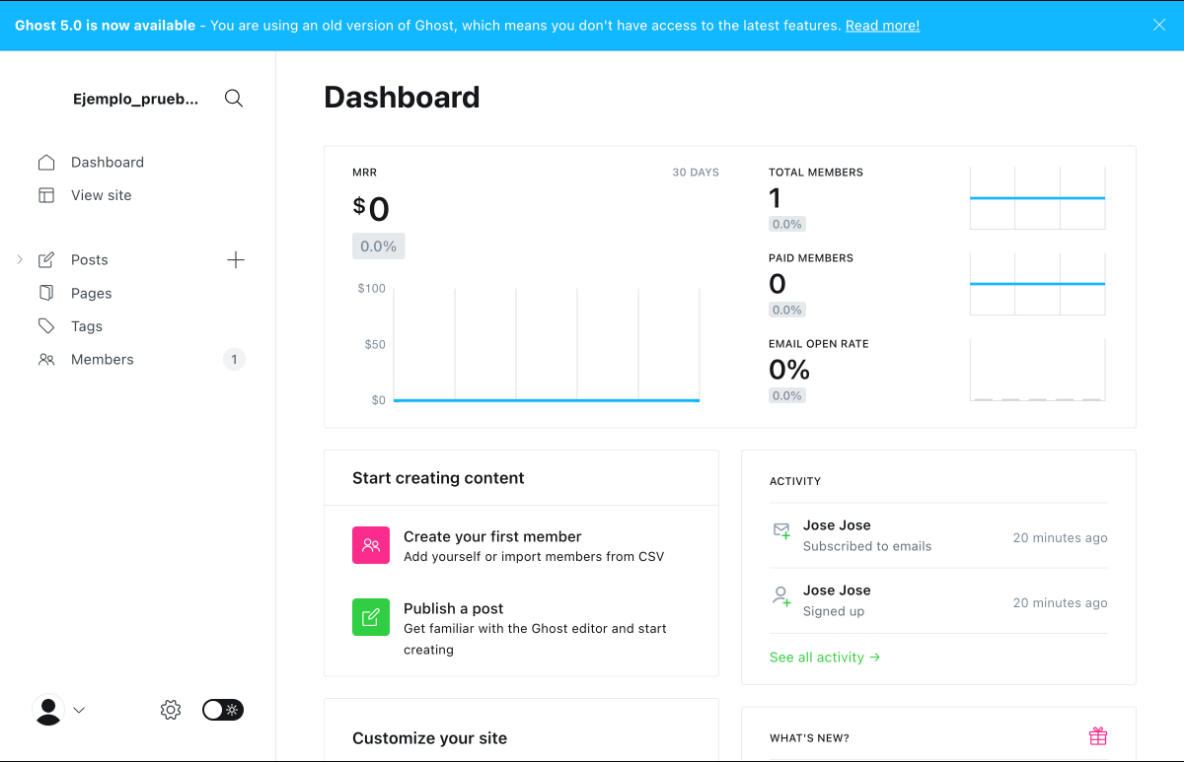 Ghost 5.0 is now available - You are using an old version of Ghost, which means you don't have access to the latest features. Read more!
Ejemplo_prueb...
Dashboard
View site
Posts
Pages
Tags
Members 1
Dashboard
MRR 30 DAYS
$0
0.0%
$100
$50
$0
TOTAL MEMBERS
1
0.0%
PAID MEMBERS
0
0.0%
EMAIL OPEN RATE
0%
0.0%
Start creating content
Create your first member
Add yourself or import members from CSV
Publish a post
Get familiar with the Ghost editor and start
creating
Customize your site
ACTIVITY
Jose Jose
Subscribed to emails
20 minutes ago
Jose Jose
Signed up
20 minutes ago
See all activity →
WHAT'S NEW?